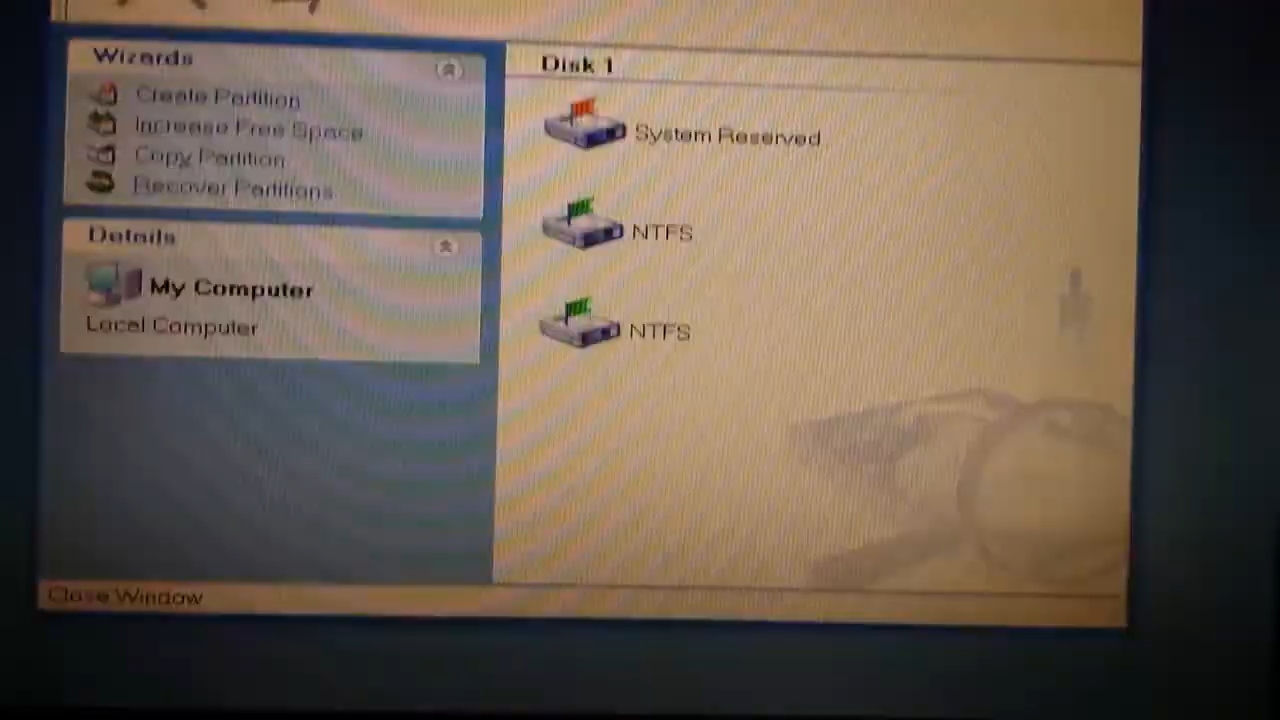 Wizards
Create Partition
Increase Free Space
Copy Partition
Recover Partitions
Details
My Computer
Local Computer
Disk 1
System Reserved
NTFS
NTFS
Close Window